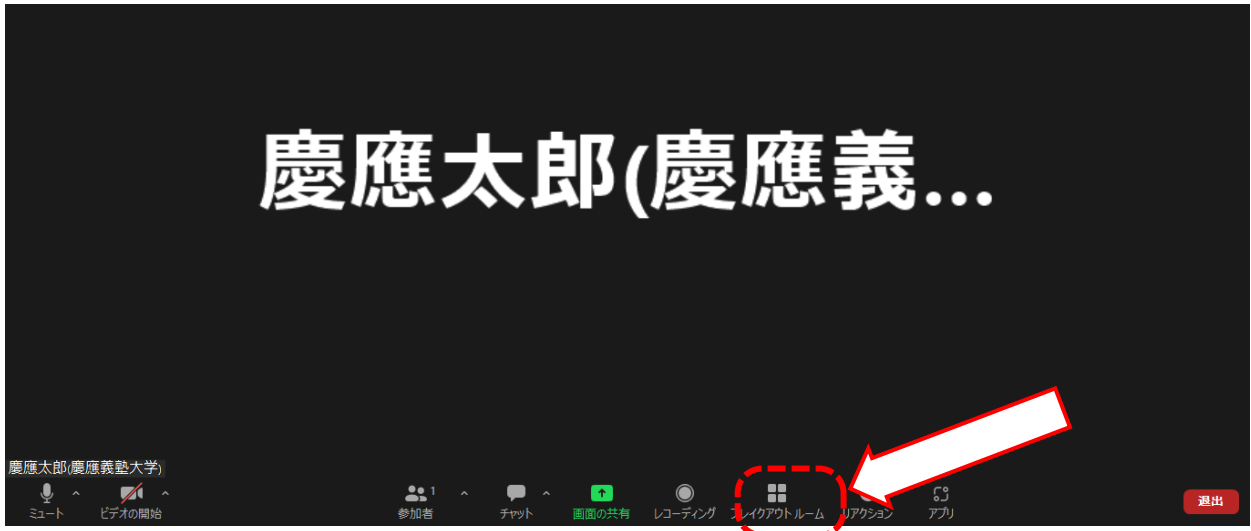 慶應太郎(慶應義...
慶應太郎(慶應義塾大学)
1
ミュート ビデオの開始 参加者 チャット 画面の共有 レコーディング ブレイクアウト ルーム リアクション アプリ 退出